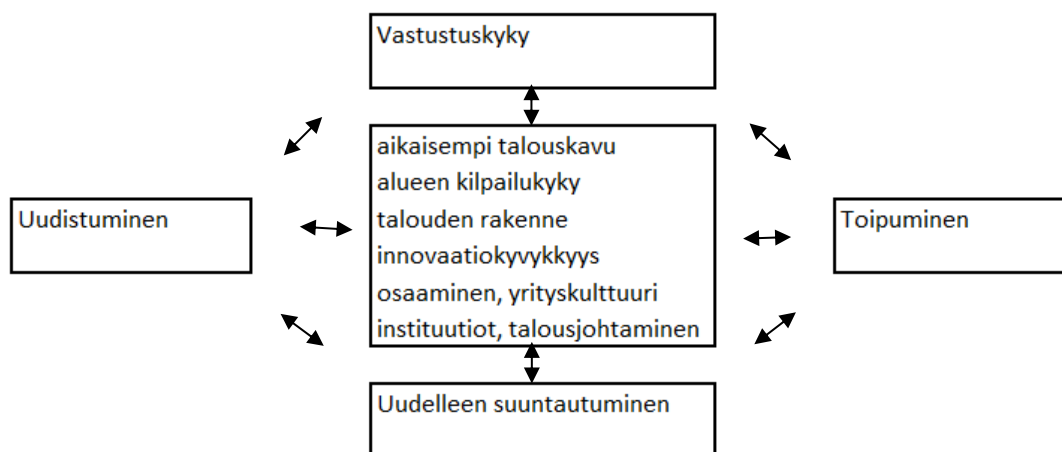 Vastustuskyky
aikaisempi talouskavu
alueen kilpailukyky
Uudistuminen
talouden rakenne
Toipuminen
innovaatiokyvykkyys
osaaminen, yrityskulttuuri
instituutiot, talousjohtaminen
Uudelleen suuntautuminen